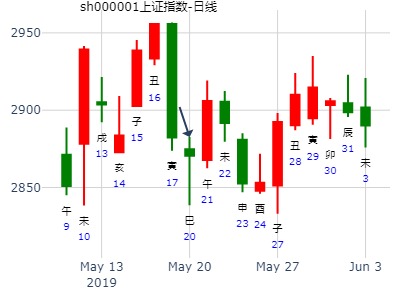 sh000001上证指数-日线
2950
2900
2850
午
9
未
10
戌
13
亥
14
子
15
丑
16
寅
17
巳
20
午
21
未
22
申
23
酉
24
子
27
丑
28
寅
29
卯
30
辰
31
未
3
May 13
2019
May 20
May 27
Jun 3